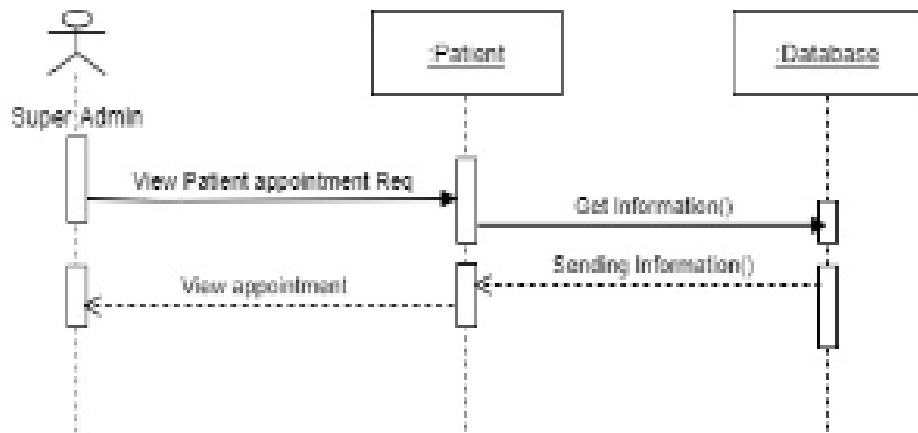 :Patient
:Database
Super Admin
View Patient appointment Req
Get Information()
Sending Information()
View appointment